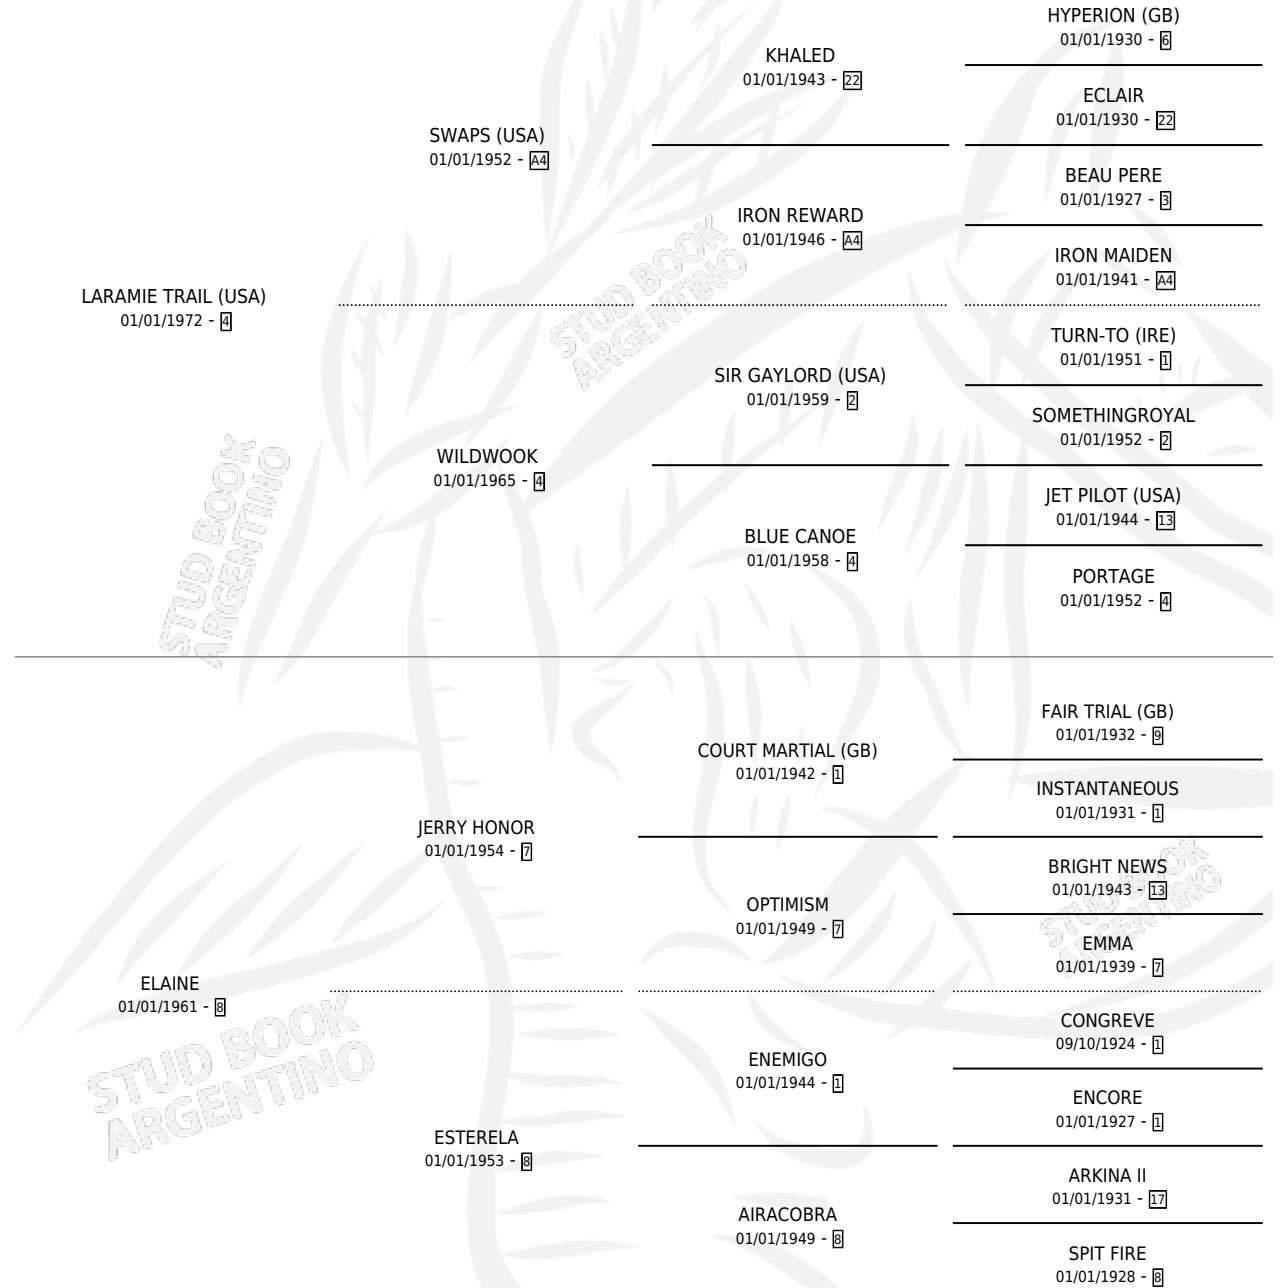 HYPERION (GB)
01/01/1930 - 6
KHALED
01/01/1943 - 22
ECLAIR
01/01/1930 - 22
SWAPS (USA)
01/01/1952 - A4
BEAU PERE
01/01/1927 - 3
IRON REWARD
01/01/1946 - A4
IRON MAIDEN
01/01/1941 - A4
LARAMIE TRAIL (USA)
01/01/1972 - 4
TURN-TO (IRE)
01/01/1951 - 1
SIR GAYLORD (USA)
01/01/1959 - 2
SOMETHINGROYAL
01/01/1952 - 2
WILDWOOK
01/01/1965 - 4
JET PILOT (USA)
01/01/1944 - 13
BLUE CANOE
01/01/1958 - 4
PORTAGE
01/01/1952 - 4
FAIR TRIAL (GB)
01/01/1932 - 9
COURT MARTIAL (GB)
01/01/1942 - 1
INSTANTANEOUS
01/01/1931 - 1
JERRY HONOR
01/01/1954 - 7
BRIGHT NEWS
01/01/1943 - 13
OPTIMISM
01/01/1949 - 7
EMMA
01/01/1939 - 7
ELAINE
01/01/1961 - 8
CONGREVE
09/10/1924 - 1
ENEMIGO
01/01/1944 - 1
ENCORE
01/01/1927 - 1
ESTERELA
01/01/1953 - 8
ARKINA II
01/01/1931 - 17
AIRACOBRA
01/01/1949 - 8
SPIT FIRE
01/01/1928 - 8
STUD BOOK
ARGENTINO
STUD BOOK
ARGENTINO
STUD BOOK
ARGENTINO
STUD BOOK
ARGENTINO